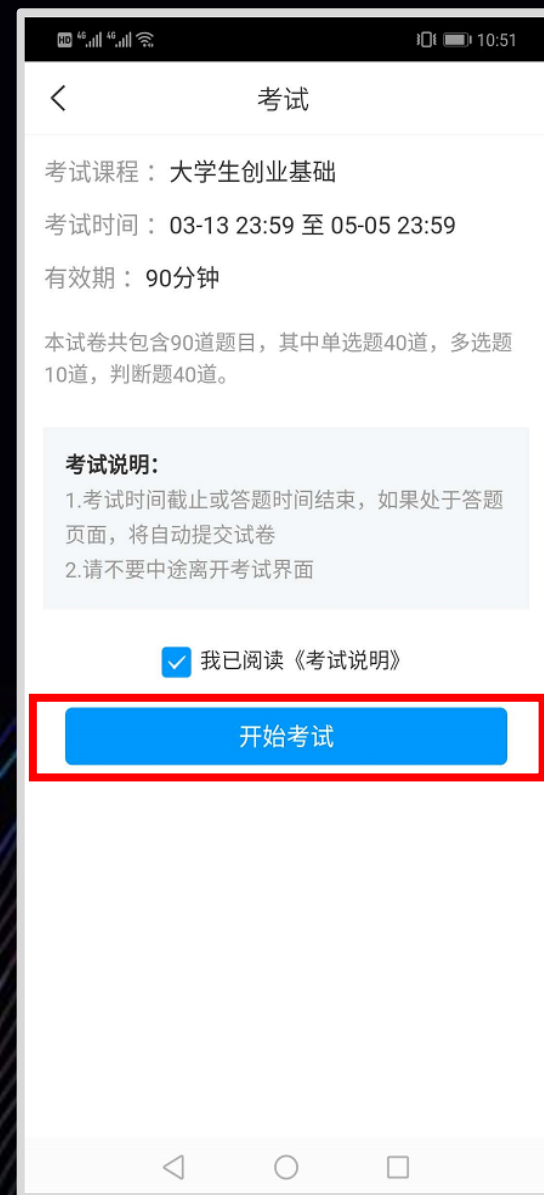 HD 4G 4G 10:51
考试
考试课程 ：大学生创业基础
考试时间 ：03-13 23:59 至 05-05 23:59
有效期 ：90分钟
本试卷共包含90道题目，其中单选题40道，多选题
10道，判断题40道。
考试说明：
1.考试时间截止或答题时间结束，如果处于答题
页面，将自动提交试卷
2.请不要中途离开考试界面
我已阅读《考试说明》
开始考试